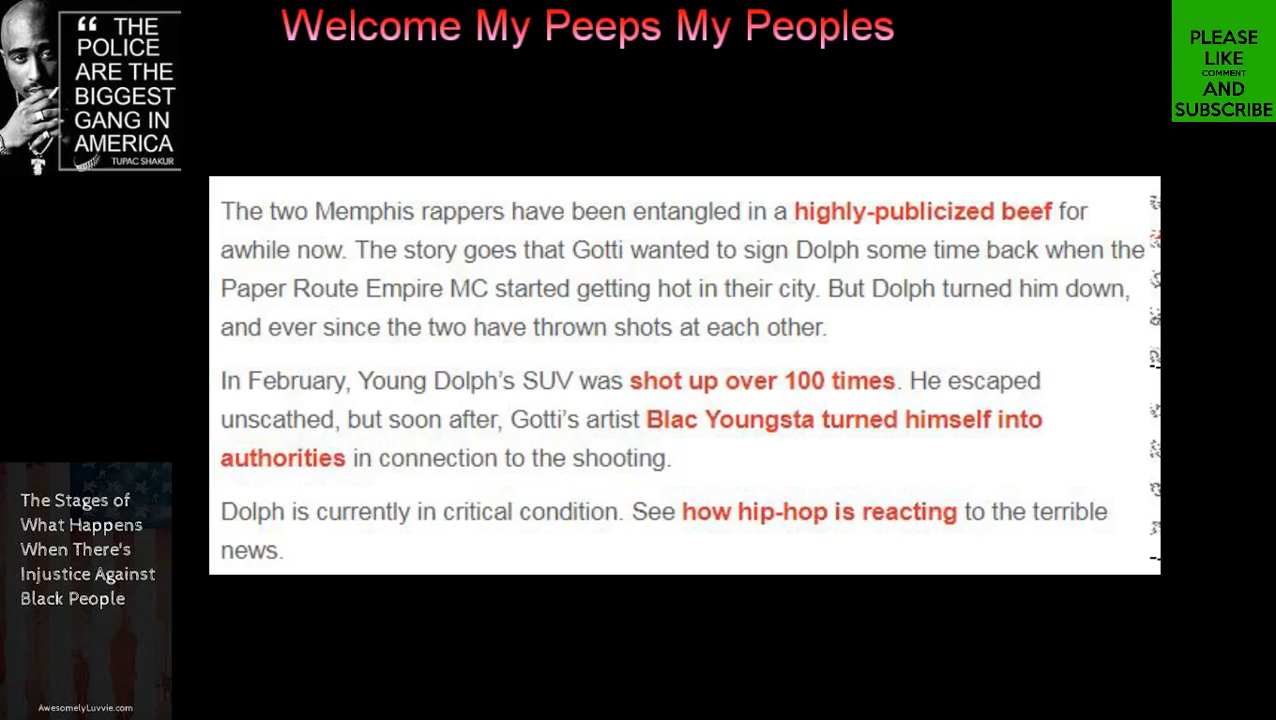 Welcome My Peeps My Peoples
“ THE
POLICE
ARE THE
BIGGEST
GANG IN
AMERICA
TUPAC SHAKUR
PLEASE
LIKE
COMMENT
AND
SUBSCRIBE
The two Memphis rappers have been entangled in a highly-publicized beef for
awhile now. The story goes that Gotti wanted to sign Dolph some time back when the
Paper Route Empire MC started getting hot in their city. But Dolph turned him down,
and ever since the two have thrown shots at each other.
In February, Young Dolph's SUV was shot up over 100 times. He escaped
unscathed, but soon after, Gotti's artist Blac Youngsta turned himself into
authorities in connection to the shooting.
Dolph is currently in critical condition. See how hip-hop is reacting to the terrible
news.
The Stages of
What Happens
When There's
Injustice Against
Black People
AwesomelyLuvvie.com